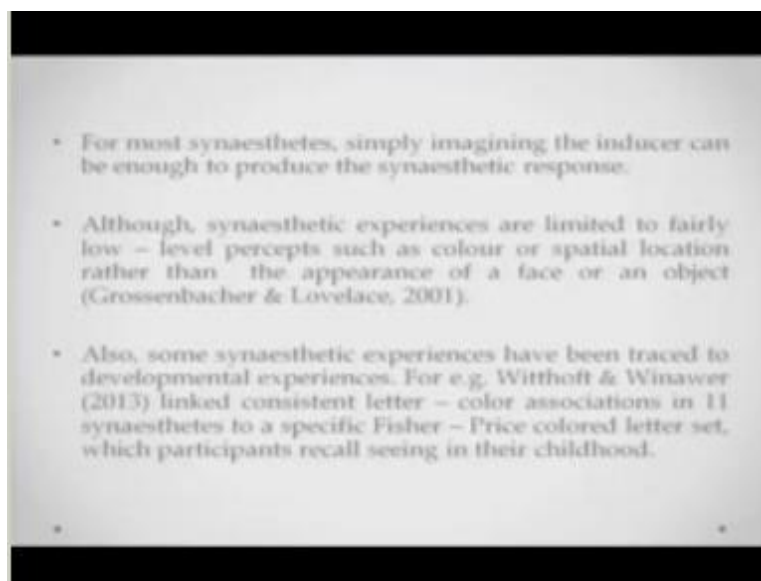 • For most synaesthetes, simply imagining the inducer can
be enough to produce the synaesthetic response.
• Although, synaesthetic experiences are limited to fairly
low – level percepts such as colour or spatial location
rather than the appearance of a face or an object
(Grossenbacher & Lovelace, 2001).
• Also, some synaesthetic experiences have been traced to
developmental experiences. For e.g. Witthoft & Winawer
(2013) linked consistent letter – color associations in 11
synaesthetes to a specific Fisher – Price colored letter set,
which participants recall seeing in their childhood.